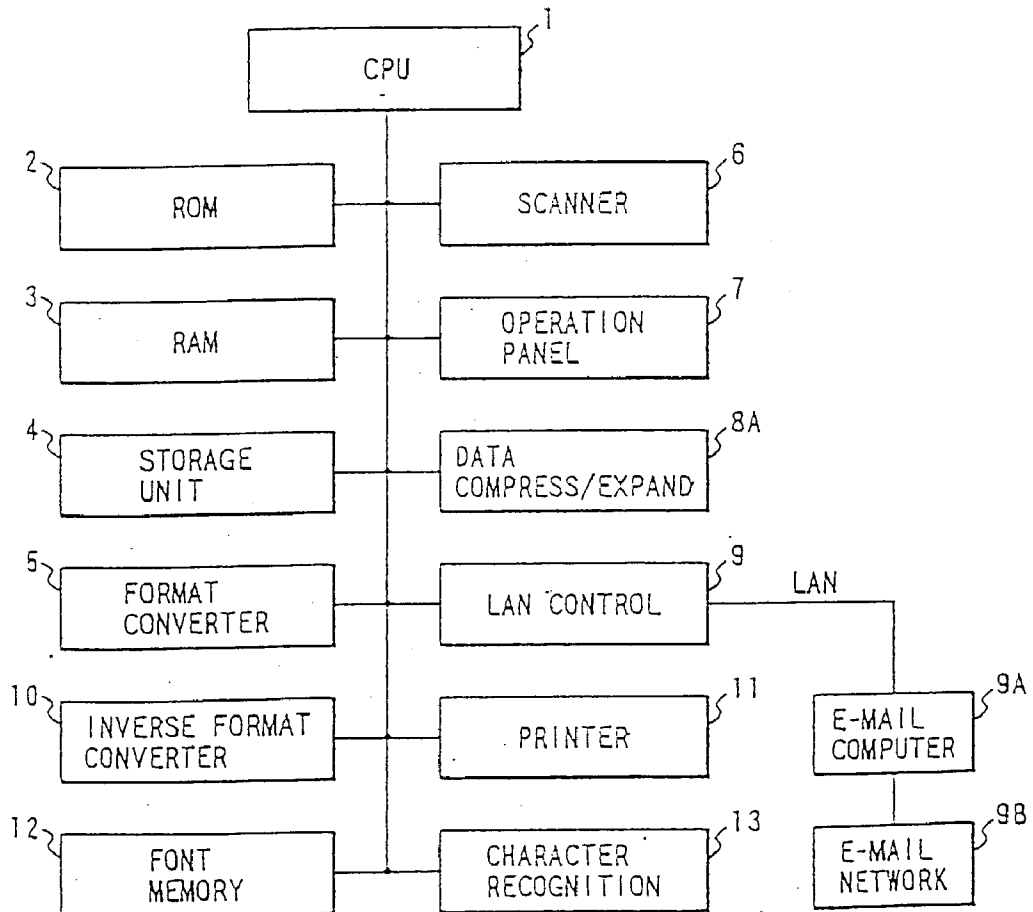 1
CPU
2
ROM
6
SCANNER
3
RAM
7
OPERATION
PANEL
4
STORAGE
UNIT
8A
DATA
COMPRESS/EXPAND
5
FORMAT
CONVERTER
9
LAN CONTROL
LAN
10
INVERSE FORMAT
CONVERTER
11
PRINTER
9A
E-MAIL
COMPUTER
12
FONT
MEMORY
13
CHARACTER
RECOGNITION
9B
E-MAIL
NETWORK